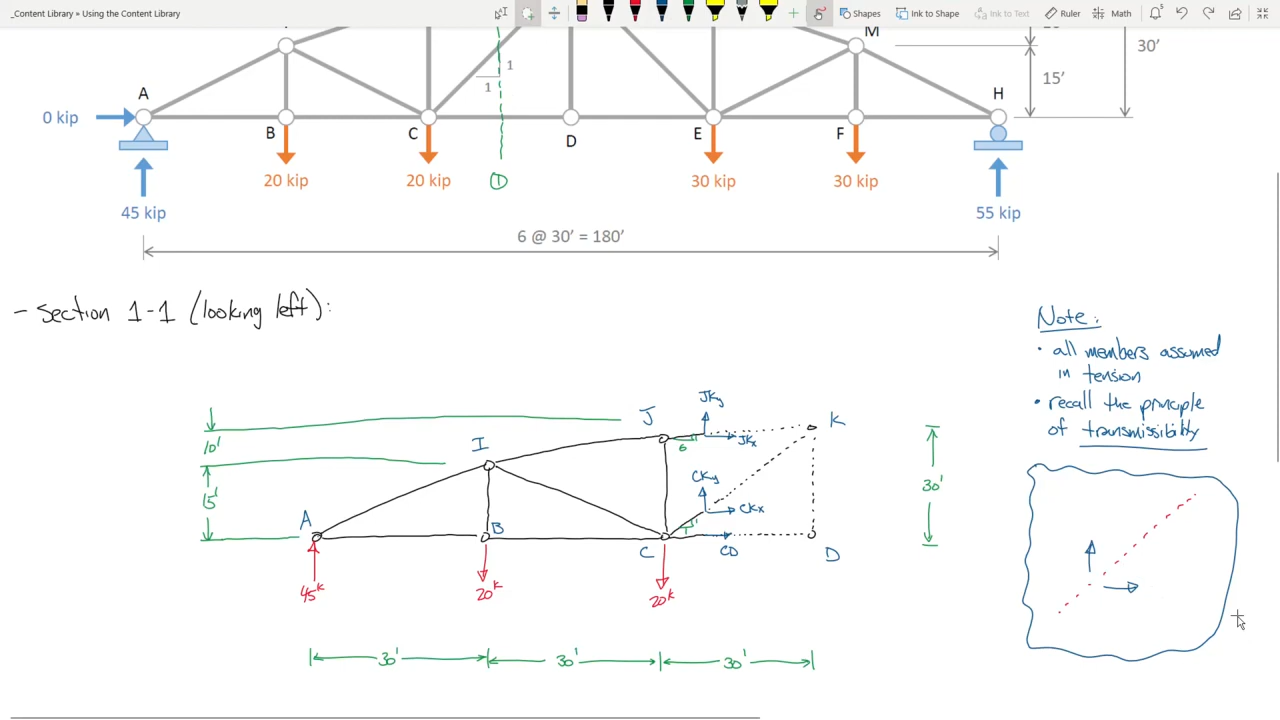 _Content Library » Using the Content Library
Shapes
Ink to Shape
Ink to Text
Ruler
Math
M
30'
15'
1
1
A
H
0 kip
B
C
D
E
F
20 kip
20 kip
1
30 kip
30 kip
45 kip
55 kip
6 @ 30' = 180'
- Section 1-1 (looking left):
Note:
• all members assumed
in tension
• recall the principle
of transmissibility
JKy
J
K
JKx
6
1
10'
I
CKy
CKx
1
1
15'
30'
A
B
C
CD
D
45k
20k
20k
30'
30'
30'